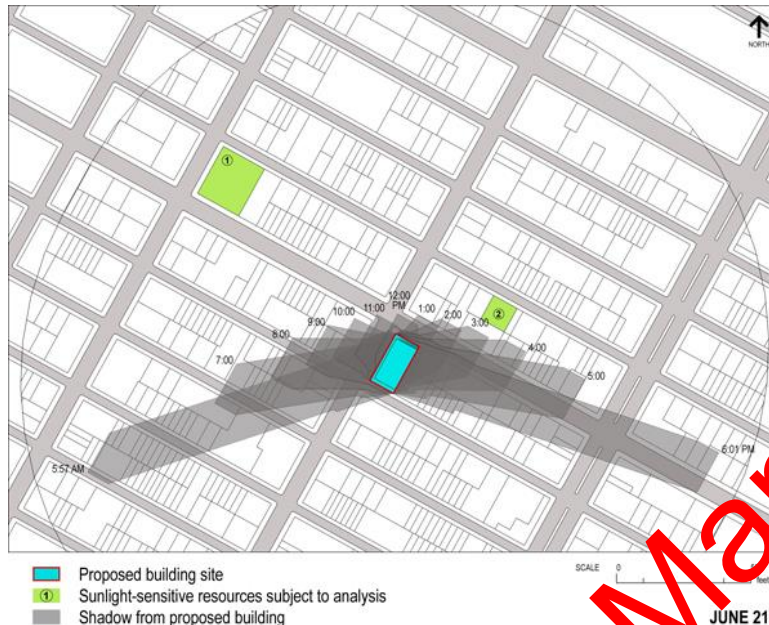 NORTH
①
12:00
PM
11:00
1:00
10:00
2:00
9:00
3:00
②
8:00
4:00
7:00
5:00
6:01 PM
5:57 AM
Proposed building site
SCALE 0
① Sunlight-sensitive resources subject to analysis
feet
Shadow from proposed building
JUNE 21